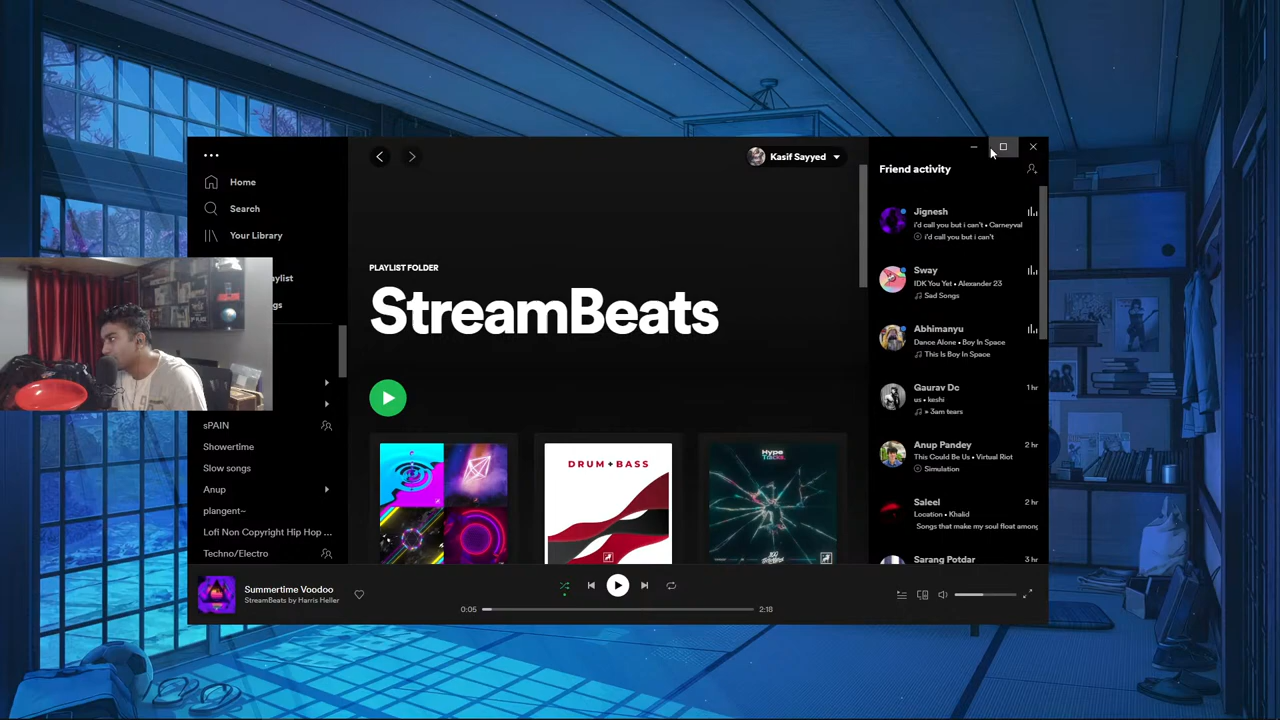 Kasif Sayyed
Home
Search
Your Library
PLAYLIST FOLDER
StreamBeats
sPAIN
Showertime
Slow songs
Anup
plangent~
Lofi Non Copyright Hip Hop ...
Techno/Electro
DRUM + BASS
Hype
Friend activity
Jignesh
i'd call you but i can't • Carneyval
i'd call you but i can't
Sway
IDK You Yet • Alexander 23
Sad Songs
Abhimanyu
Dance Alone • Boy In Space
This Is Boy In Space
Gaurav Dc
1 hr
us • keshi
» 3am tears
Anup Pandey
2 hr
This Could Be Us • Virtual Riot
Simulation
Saleel
2 hr
Location • Khalid
Songs that make my soul float among
Sarang Potdar
3 hr
Summertime Voodoo
StreamBeats by Harris Heller
0:05
2:18